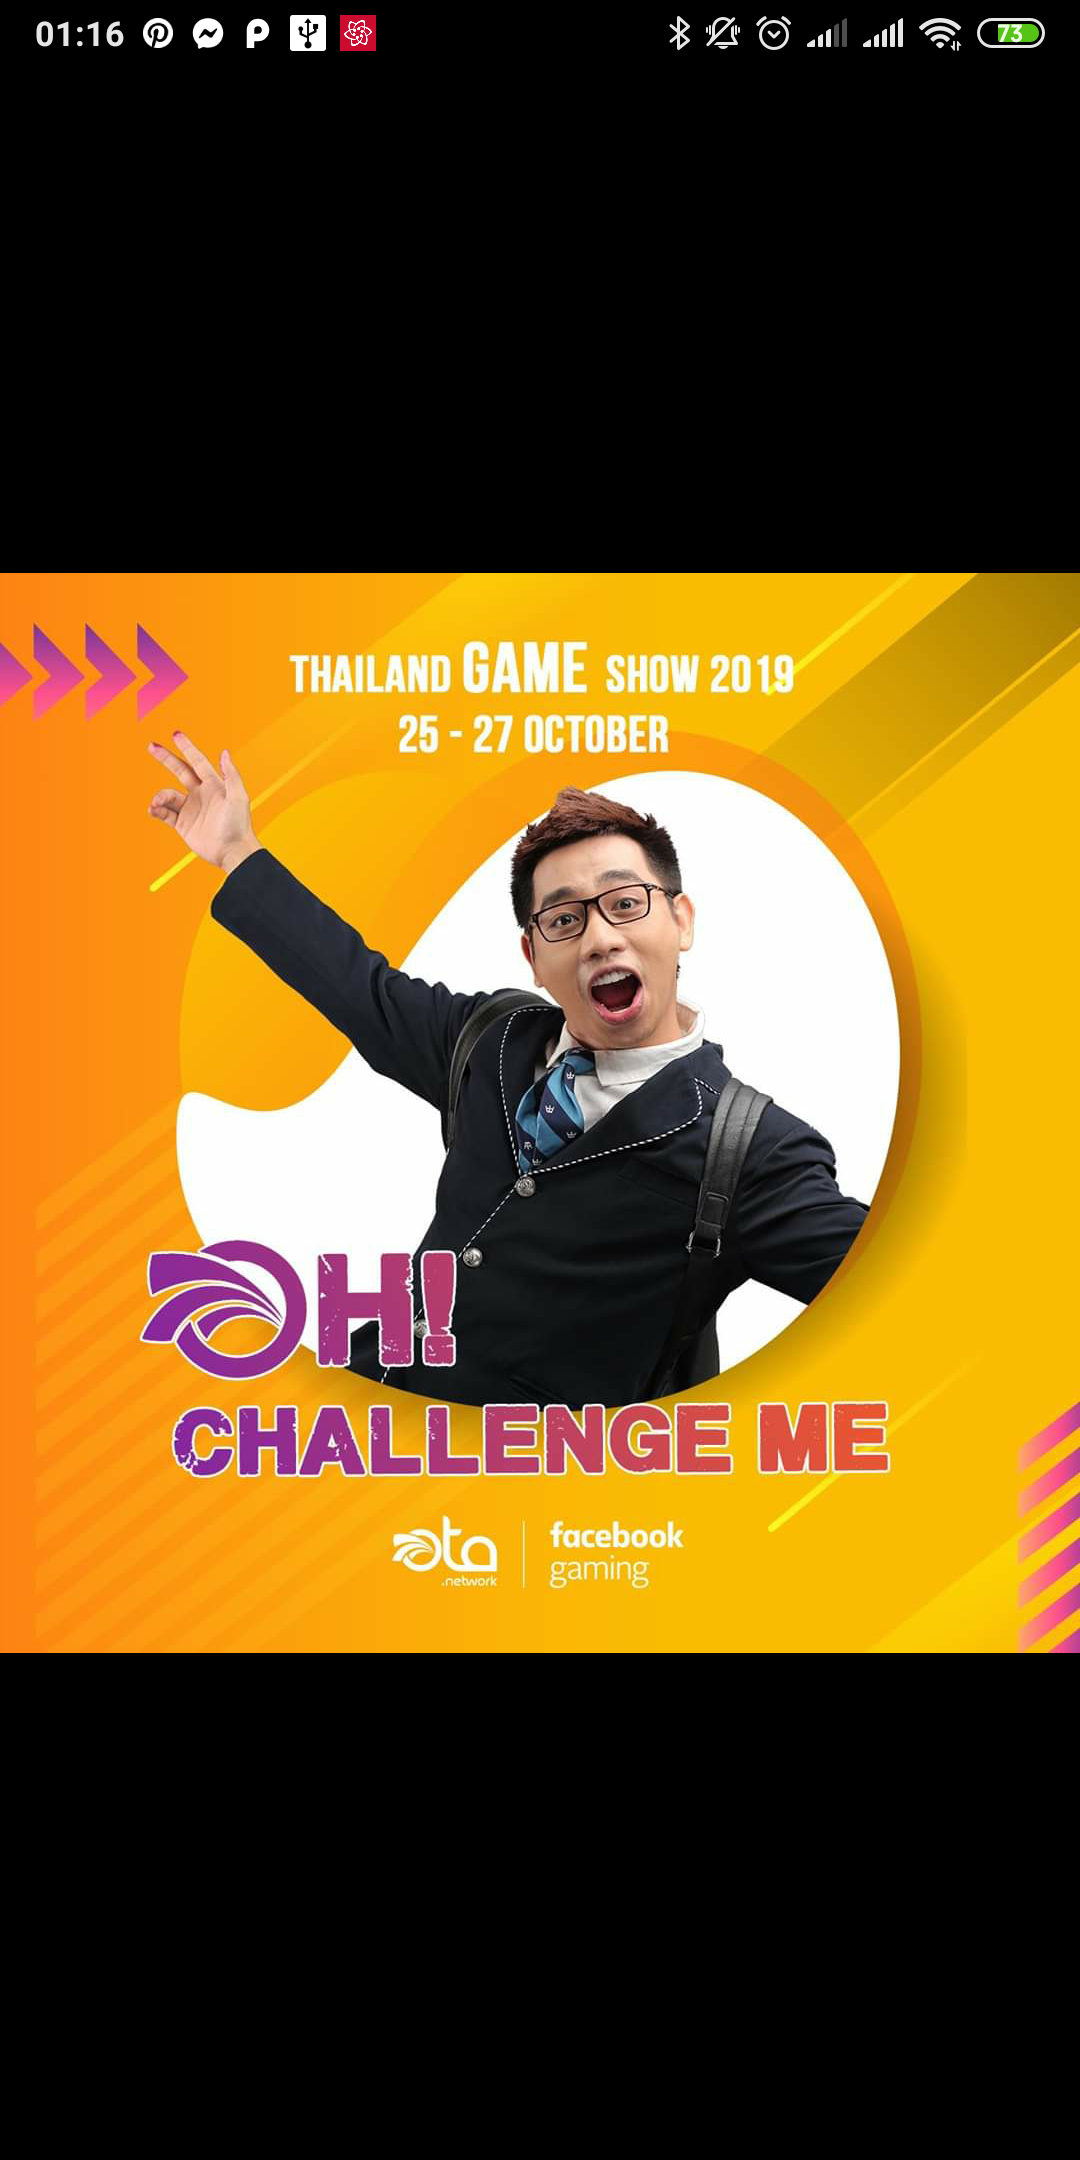 01:16
73
THAILAND GAME SHOW 2019
25 - 27 OCTOBER
OH!
CHALLENGE ME
ota
.network
facebook
gaming